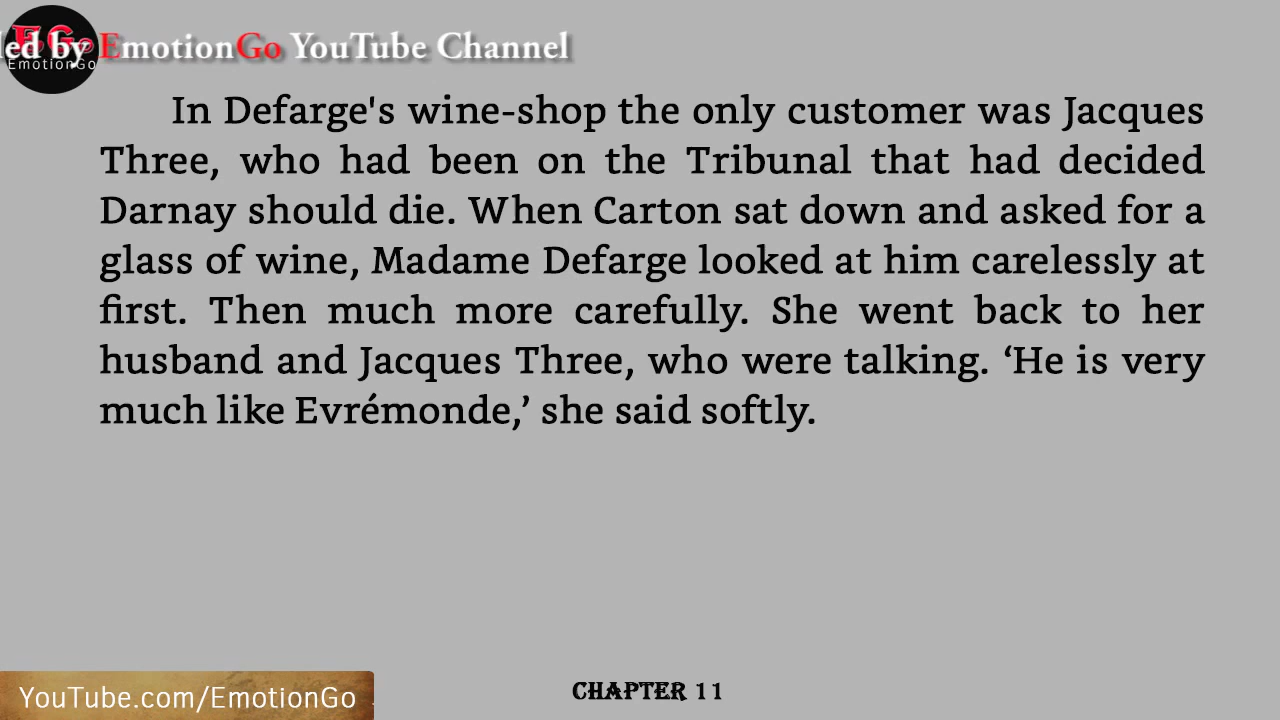 EGo
EmotionGo
led by EmotionGo YouTube Channel
In Defarge's wine-shop the only customer was Jacques
Three, who had been on the Tribunal that had decided
Darnay should die. When Carton sat down and asked for a
glass of wine, Madame Defarge looked at him carelessly at
first. Then much more carefully. She went back to her
husband and Jacques Three, who were talking. ‘He is very
much like Evrémonde,’ she said softly.
YouTube.com/EmotionGo
CHAPTER 11